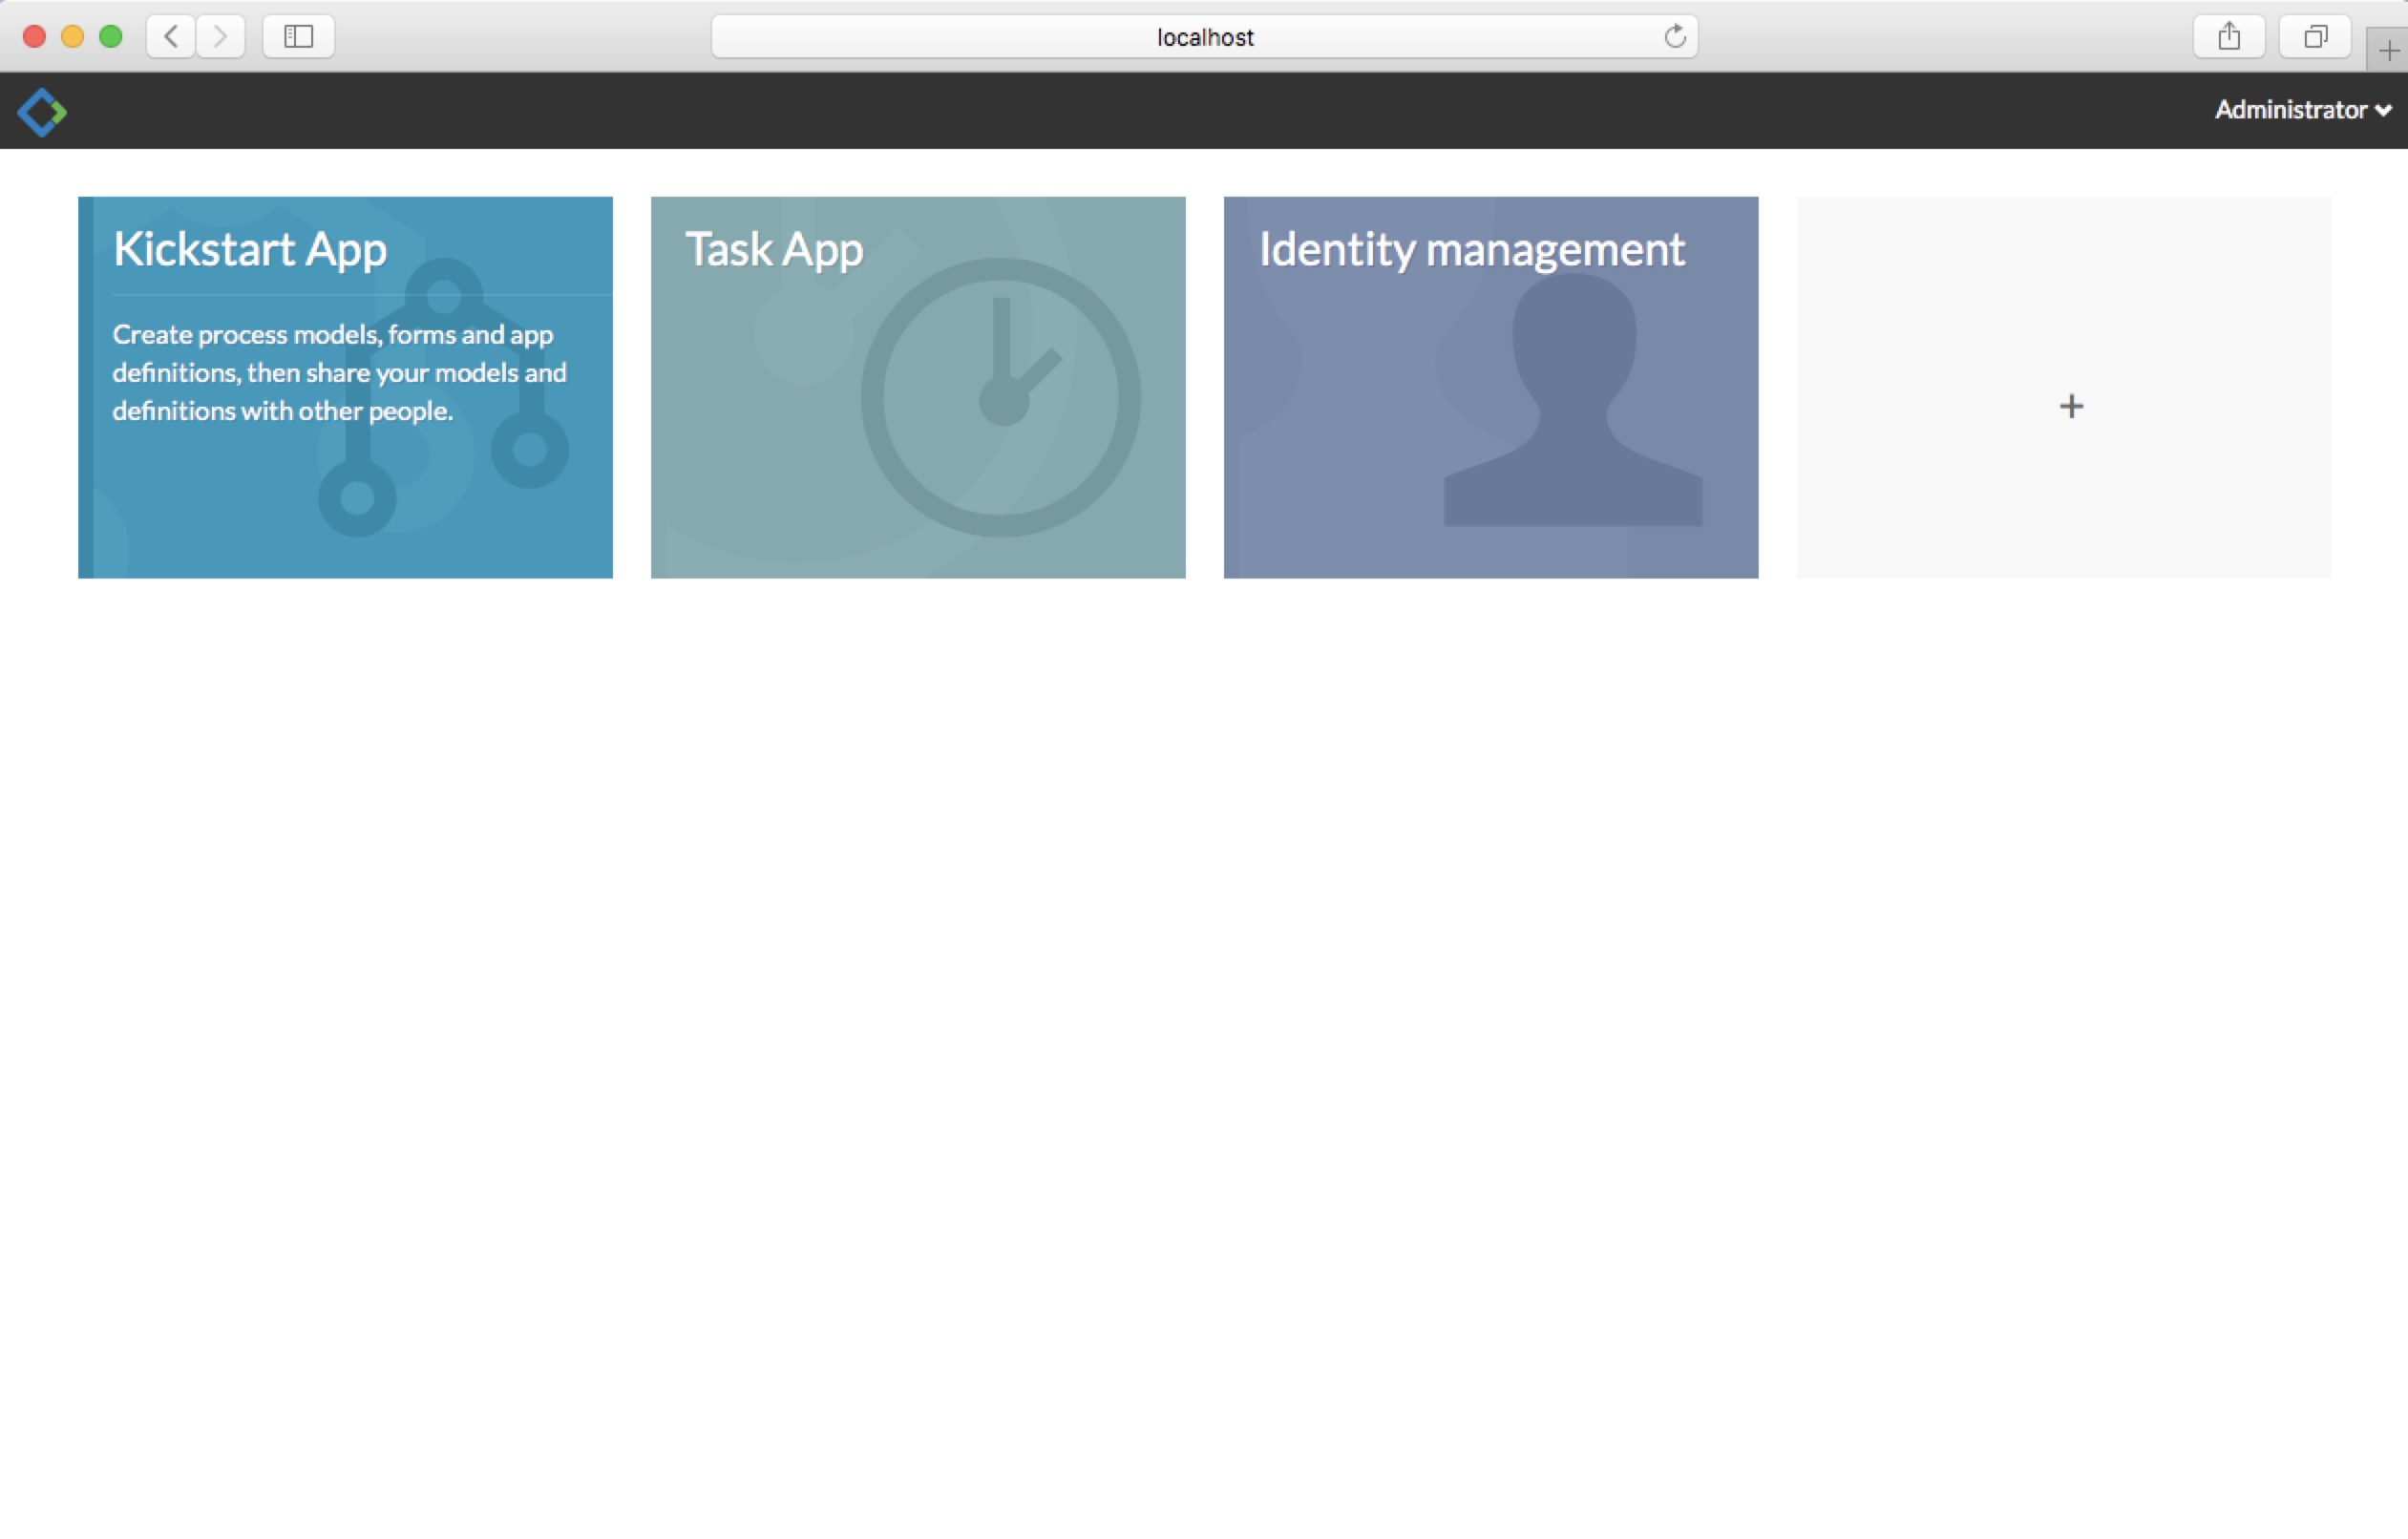 localhost
Administrator
Kickstart App
Create process models, forms and app
definitions, then share your models and
definitions with other people.
Task App
Identity management
+